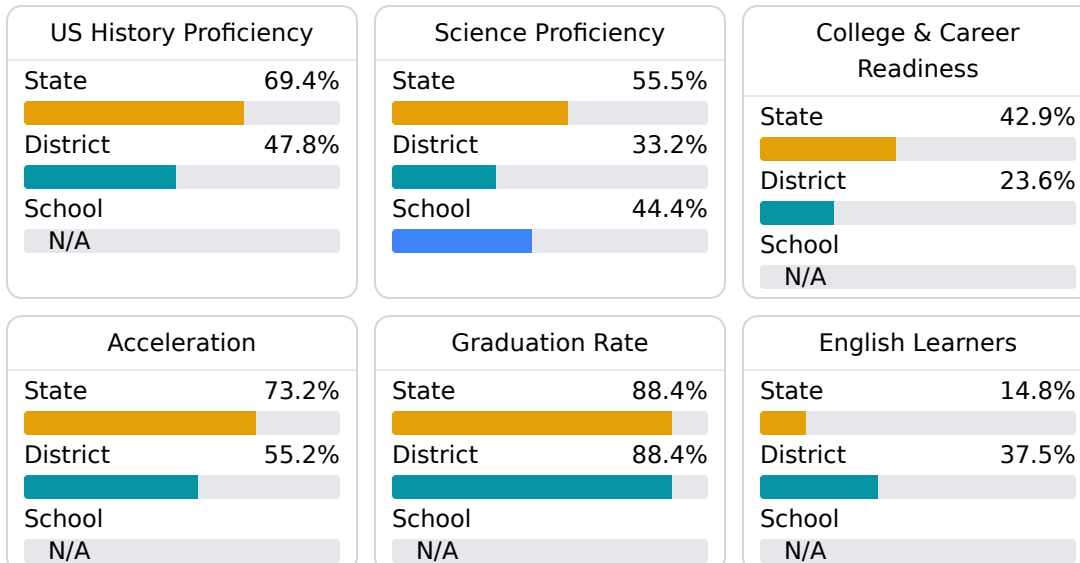 US History Proficiency
State 69.4%
District 47.8%
School
N/A
Science Proficiency
State 55.5%
District 33.2%
School 44.4%
College & Career
Readiness
State 42.9%
District 23.6%
School
N/A
Acceleration
State 73.2%
District 55.2%
School
N/A
Graduation Rate
State 88.4%
District 88.4%
School
N/A
English Learners
State 14.8%
District 37.5%
School
N/A